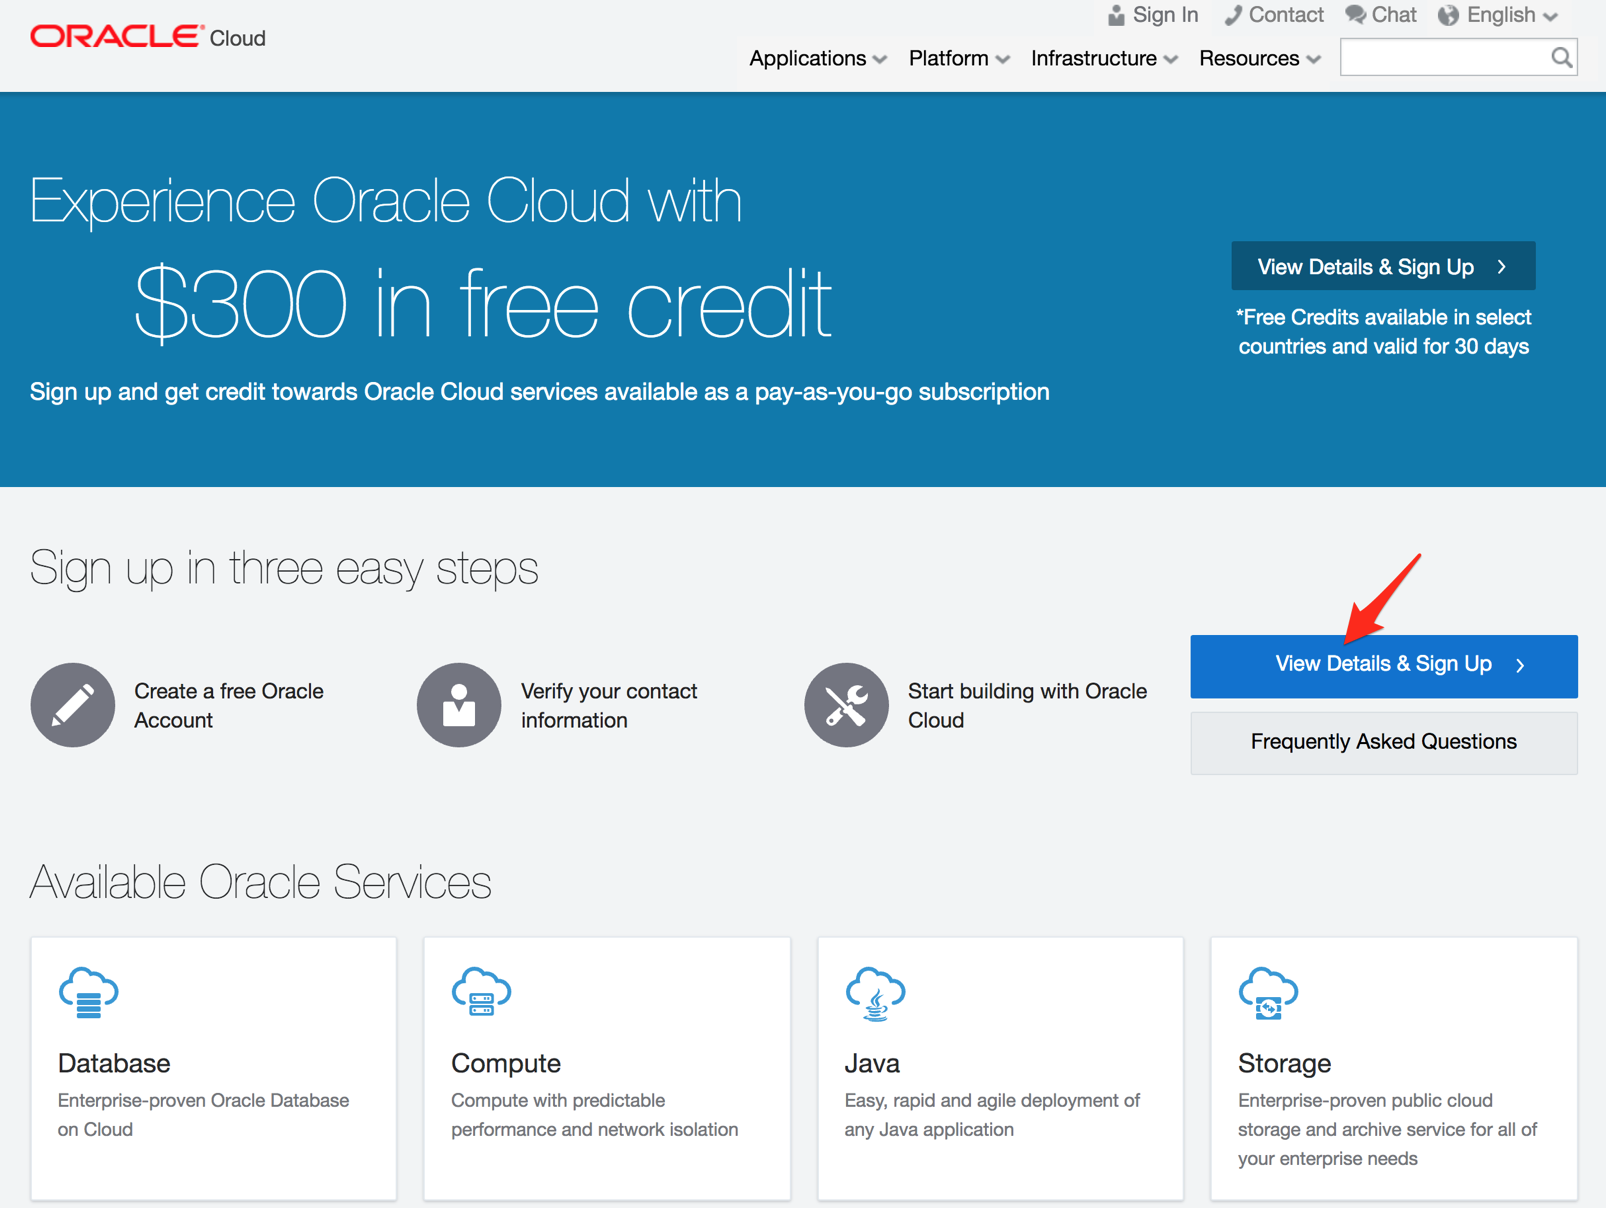 ORACLE Cloud
Sign In
Contact
Chat
English
Applications
Platform
Infrastructure
Resources
Experience Oracle Cloud with
$300 in free credit
Sign up and get credit towards Oracle Cloud services available as a pay-as-you-go subscription
View Details & Sign Up
*Free Credits available in select
countries and valid for 30 days
Sign up in three easy steps
Create a free Oracle
Account
Verify your contact
information
Start building with Oracle
Cloud
View Details & Sign Up
Frequently Asked Questions
Available Oracle Services
Database
Enterprise-proven Oracle Database
on Cloud
Compute
Compute with predictable
performance and network isolation
Java
Easy, rapid and agile deployment of
any Java application
Storage
Enterprise-proven public cloud
storage and archive service for all of
your enterprise needs